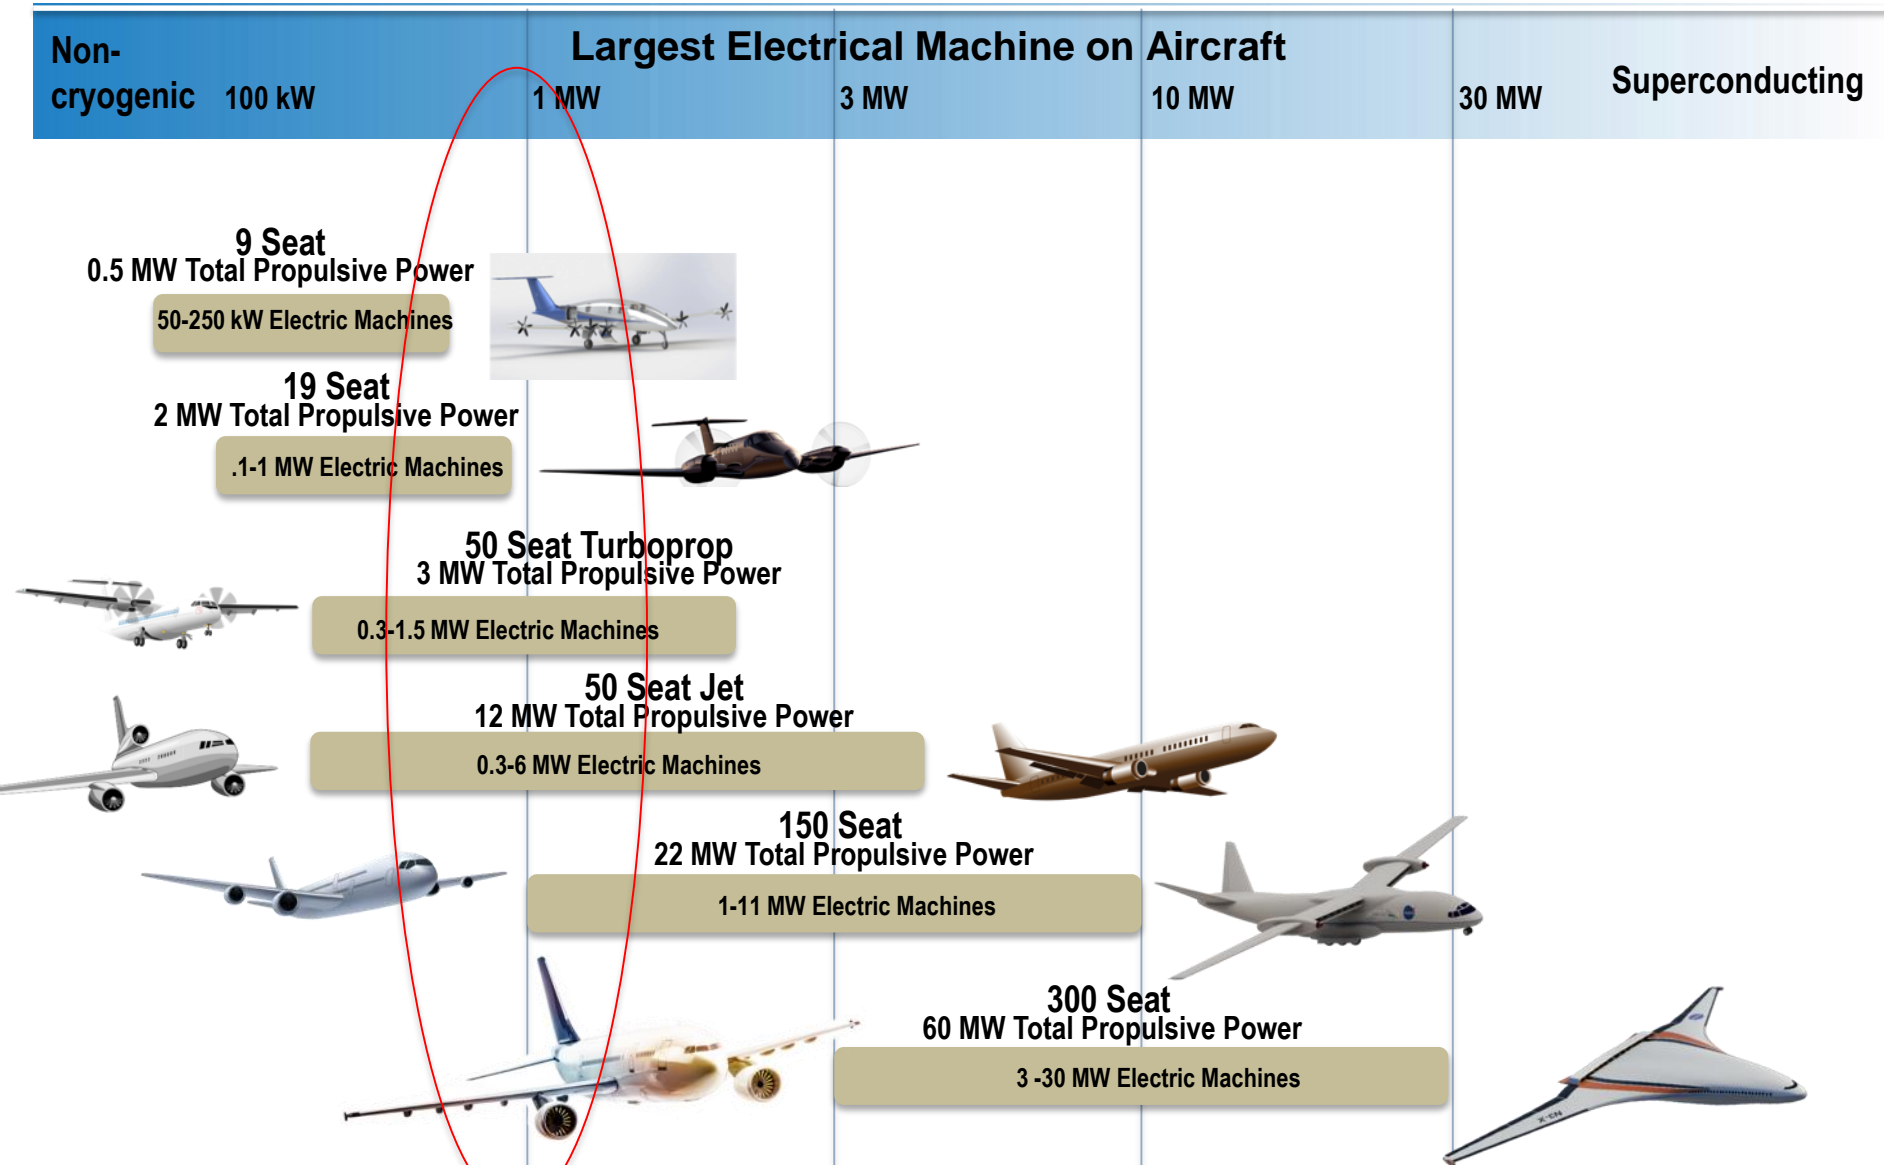 Largest Electrical Machine on Aircraft
Non-
cryogenic
100 kW
1 MW
3 MW
10 MW
30 MW
Superconducting
9 Seat
0.5 MW Total Propulsive Power
50-250 kW Electric Machines
19 Seat
2 MW Total Propulsive Power
.1-1 MW Electric Machines
50 Seat Turboprop
3 MW Total Propulsive Power
0.3-1.5 MW Electric Machines
50 Seat Jet
12 MW Total Propulsive Power
0.3-6 MW Electric Machines
150 Seat
22 MW Total Propulsive Power
1-11 MW Electric Machines
300 Seat
60 MW Total Propulsive Power
3 -30 MW Electric Machines